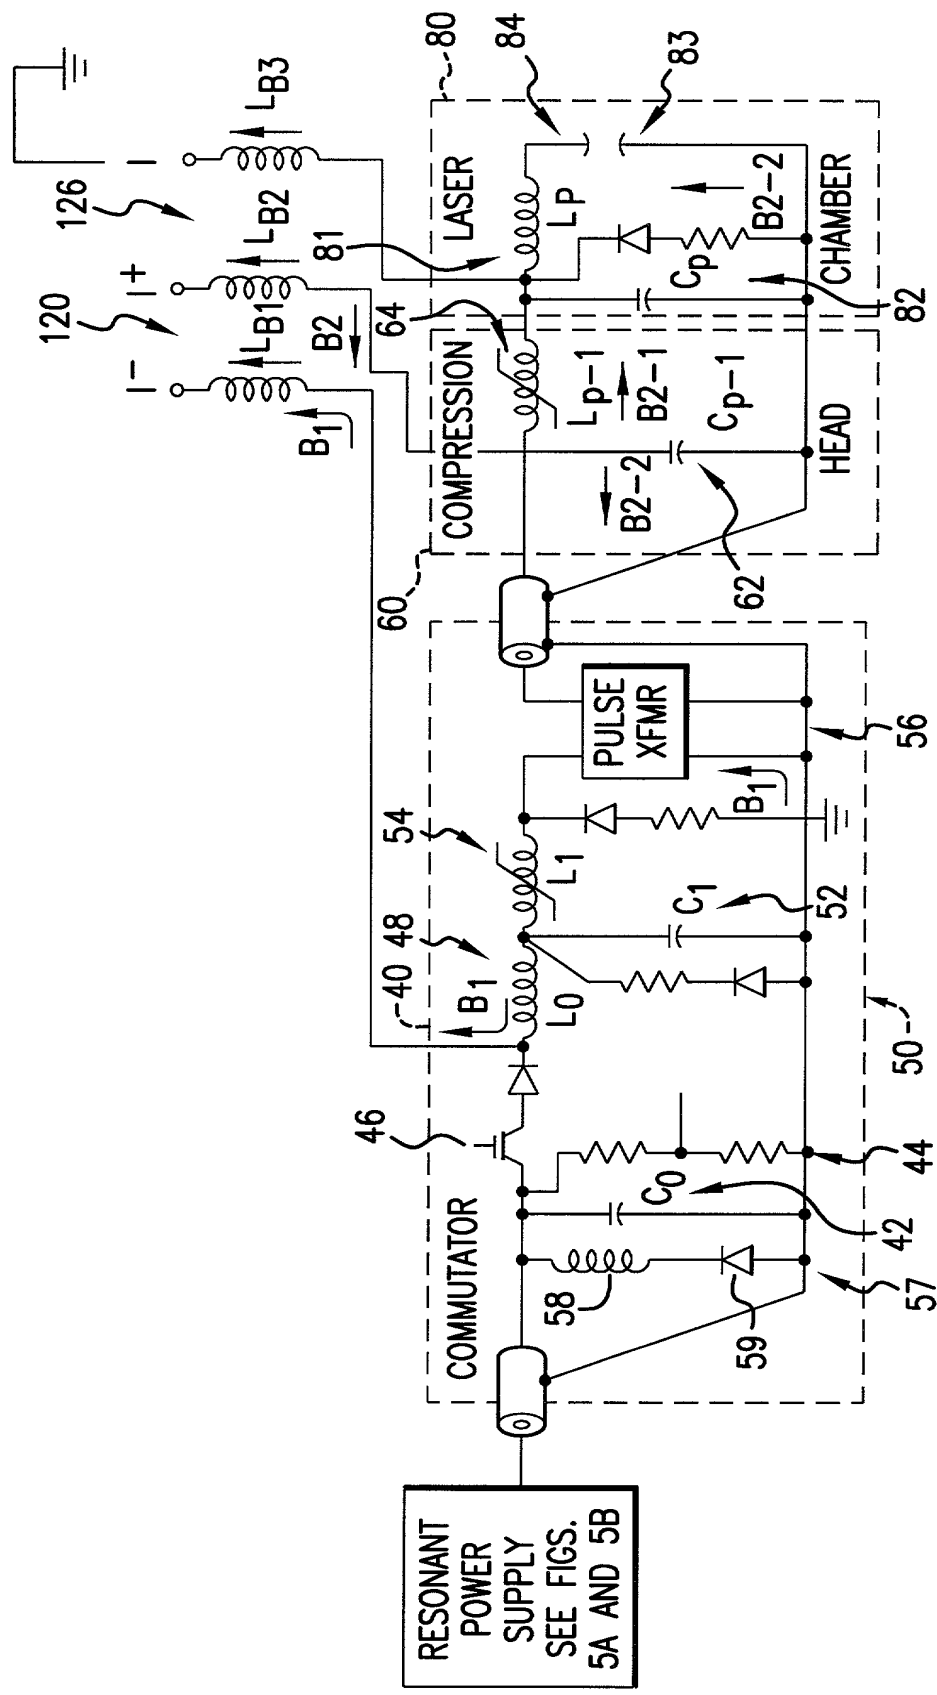 RESONANT
POWER
SUPPLY
SEE FIGS.
5A AND 5B
COMMUTATOR
58
59
57
C0
42
44
46
B1
40
48
L0
C1
52
50
54
L1
B1
PULSE
XFMR
56
60
COMPRESSION
HEAD
62
B2-2
Cp-1
B2-1
Lp-1
64
81
LASER
CHAMBER
82
Cp
B2-2
LP
80
84
83
120
126
I-
I+
I
B1
B2
LB1
LB2
LB3